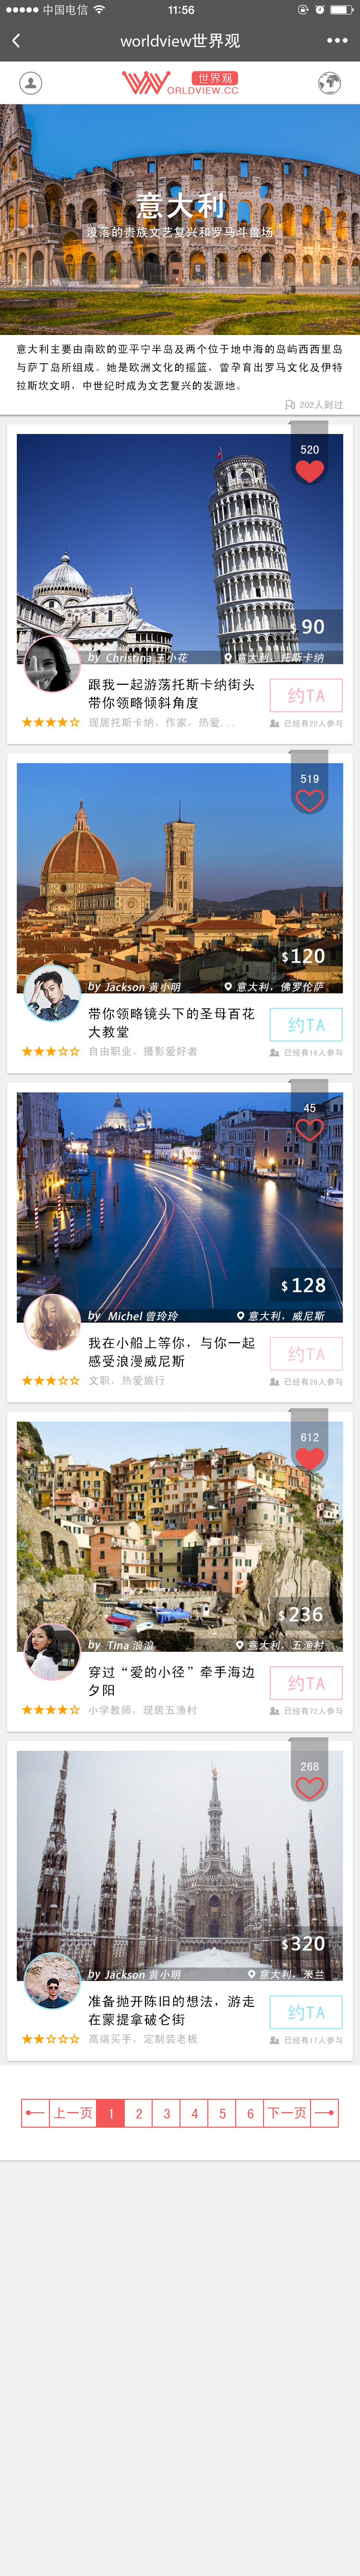 中国电信
11:56
worldview世界观
世界观
ORLDVIEW.CC
意大利
没落的贵族文艺复兴和罗马斗兽场
意大利主要由南欧的亚平宁半岛及两个位于地中海的岛屿西西里岛
与萨丁岛所组成。她是欧洲文化的摇篮，曾孕育出罗马文化及伊特
拉斯坎文明，中世纪时成为文艺复兴的发源地。
202人到过
520
$ 90
by Christina 王小花
意大利，托斯卡纳
跟我一起游荡托斯卡纳街头
带你领略倾斜角度
约TA
现居托斯卡纳，作家，热爱...
已经有20人参与
519
$120
by Jackson 黄小明
意大利，佛罗伦萨
带你领略镜头下的圣母百花
大教堂
约TA
自由职业，摄影爱好者
已经有16人参与
45
$128
by Michel 曾玲玲
意大利，威尼斯
我在小船上等你，与你一起
感受浪漫威尼斯
约TA
文职，热爱旅行
已经有26人参与
612
$236
by Tina 浪浪
意大利，五渔村
穿过“爱的小径”牵手海边
夕阳
约TA
小学教师，现居五渔村
已经有72人参与
268
$320
by Jackson 黄小明
意大利，米兰
准备抛开陈旧的想法，游走
在蒙提拿破仑街
约TA
高端买手，定制装老板
已经有17人参与
上一页 1 2 3 4 5 6 下一页